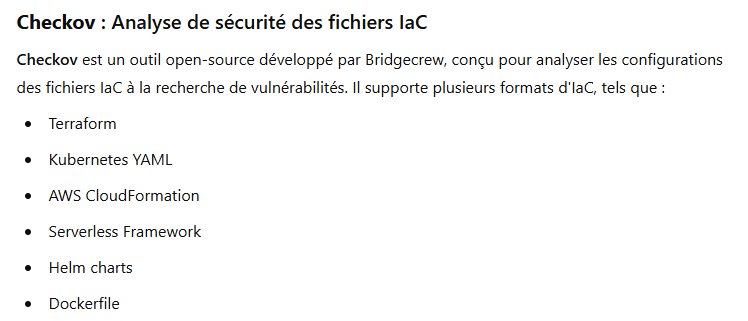 Checkov : Analyse de sécurité des fichiers IaC
Checkov est un outil open-source développé par Bridgecrew, conçu pour analyser les configurations
des fichiers IaC à la recherche de vulnérabilités. Il supporte plusieurs formats d'IaC, tels que :
• Terraform
• Kubernetes YAML
• AWS CloudFormation
• Serverless Framework
• Helm charts
• Dockerfile